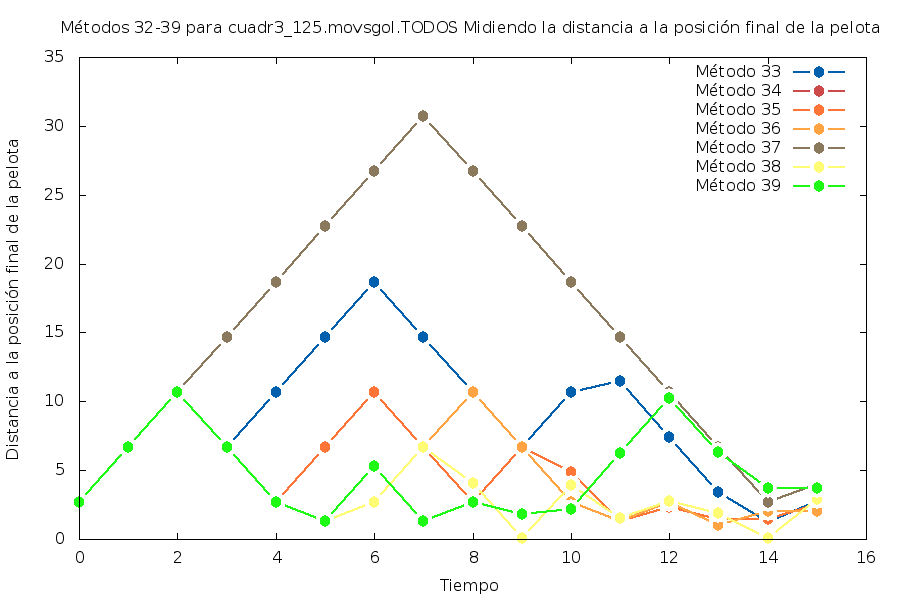 Métodos 32-39 para cuadr3_125.movsgol.TODOS Midiendo la distancia a la posición final de la pelota
35
30
25
20
15
10
5
0
Distancia a la posición final de la pelota
Método 33
Método 34
Método 35
Método 36
Método 37
Método 38
Método 39
0 2 4 6 8 10 12 14 16
Tiempo